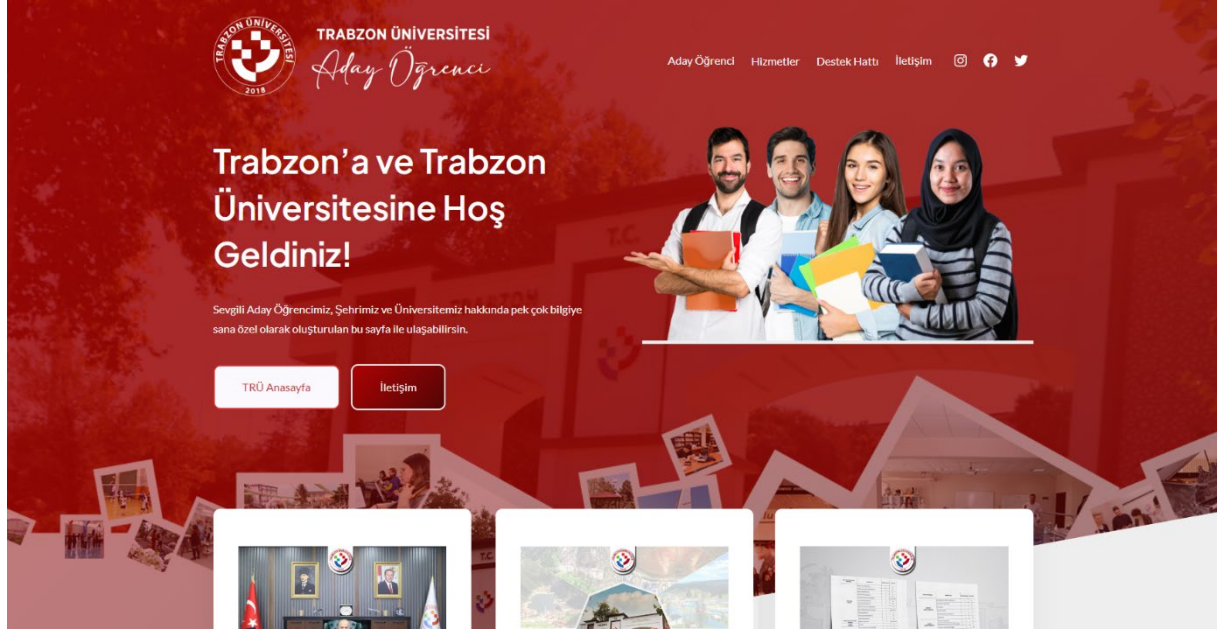 TRABZON ÜNİVERSİTESİ
2018
TRABZON ÜNİVERSİTESİ
Aday Öğrenci
Aday Öğrenci
Hizmetler
Destek Hattı
İletişim
Trabzon’a ve Trabzon
Üniversitesine Hoş
Geldiniz!
Sevgili Aday Öğrencimiz, Şehrimiz ve Üniversitemiz hakkında pek çok bilgiye
sana özel olarak oluşturulan bu sayfa ile ulaşabilirsin.
TRÜ Anasayfa
İletişim
T.C.
T.C.